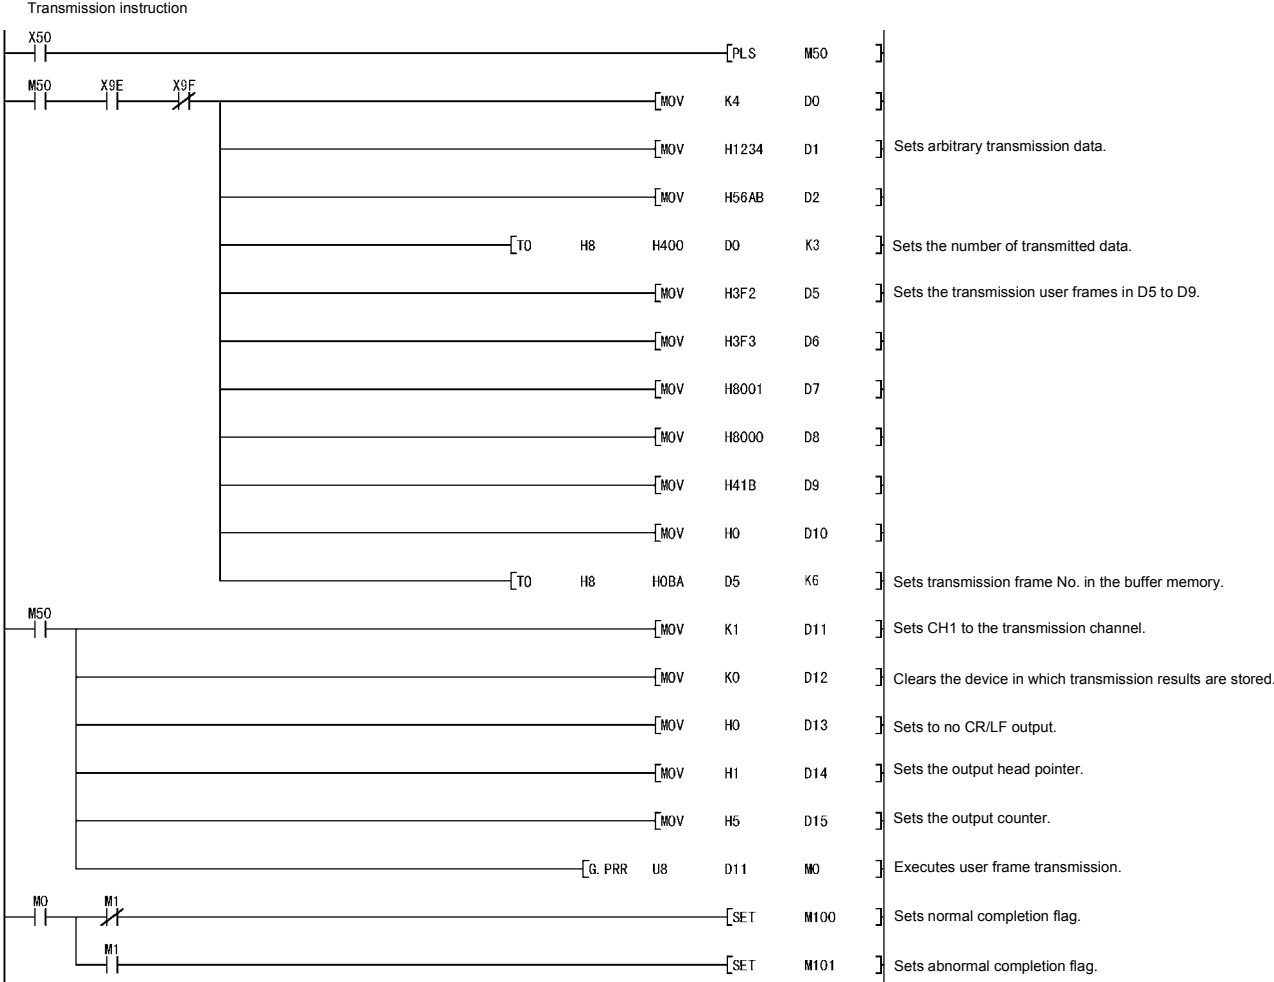 Transmission instruction
X50
[PLS M50 ]
M50 X9E X9F
[MOV K4 D0 ]
[MOV H1234 D1 ] Sets arbitrary transmission data.
[MOV H56AB D2 ]
[TO H8 H400 D0 K3 ] Sets the number of transmitted data.
[MOV H3F2 D5 ] Sets the transmission user frames in D5 to D9.
[MOV H3F3 D6 ]
[MOV H8001 D7 ]
[MOV H8000 D8 ]
[MOV H41B D9 ]
[MOV H0 D10 ]
[TO H8 H0BA D5 K6 ] Sets transmission frame No. in the buffer memory.
M50
[MOV K1 D11 ] Sets CH1 to the transmission channel.
[MOV K0 D12 ] Clears the device in which transmission results are stored.
[MOV H0 D13 ] Sets to no CR/LF output.
[MOV H1 D14 ] Sets the output head pointer.
[MOV H5 D15 ] Sets the output counter.
[G. PRR U8 D11 M0 ] Executes user frame transmission.
M0 M1
[SET M100 ] Sets normal completion flag.
M1
[SET M101 ] Sets abnormal completion flag.